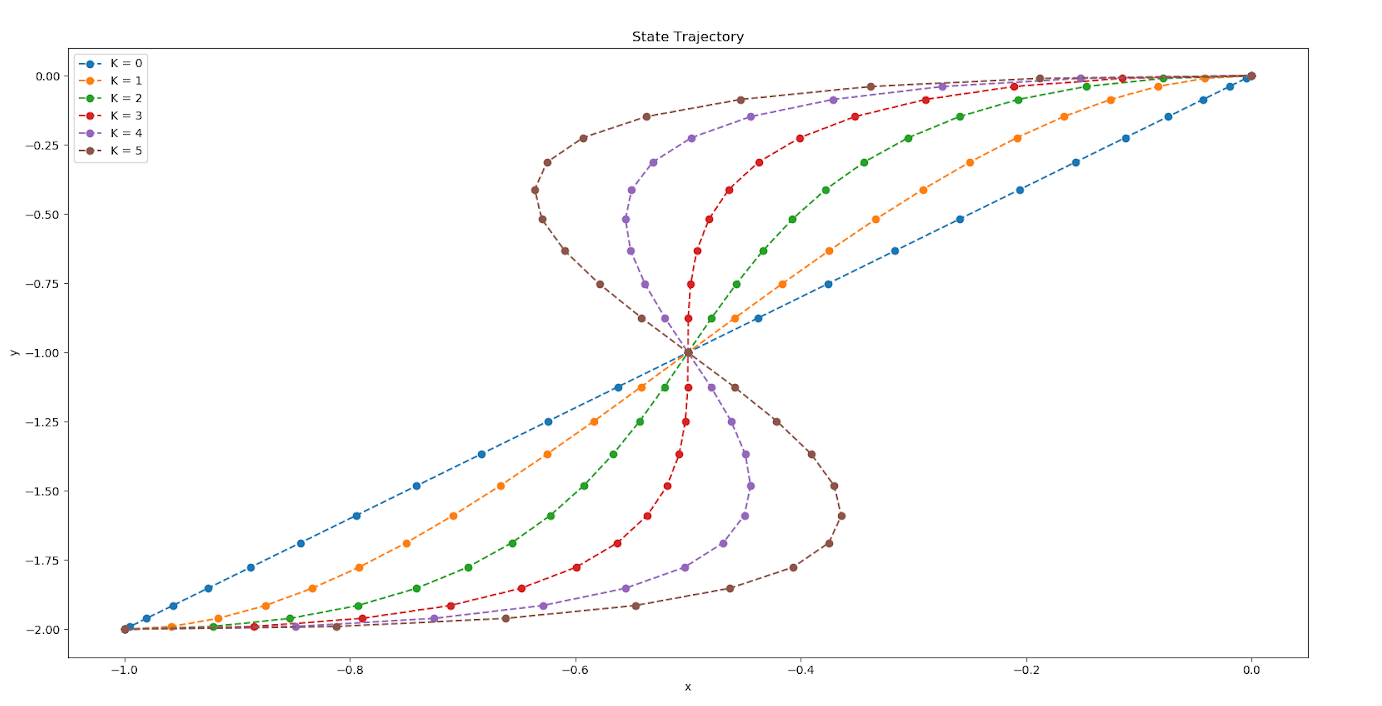 State Trajectory
K = 0
K = 1
K = 2
K = 3
K = 4
K = 5
0.00
−0.25
−0.50
−0.75
−1.00
−1.25
−1.50
−1.75
−2.00
y
−1.0
−0.8
−0.6
−0.4
−0.2
0.0
x